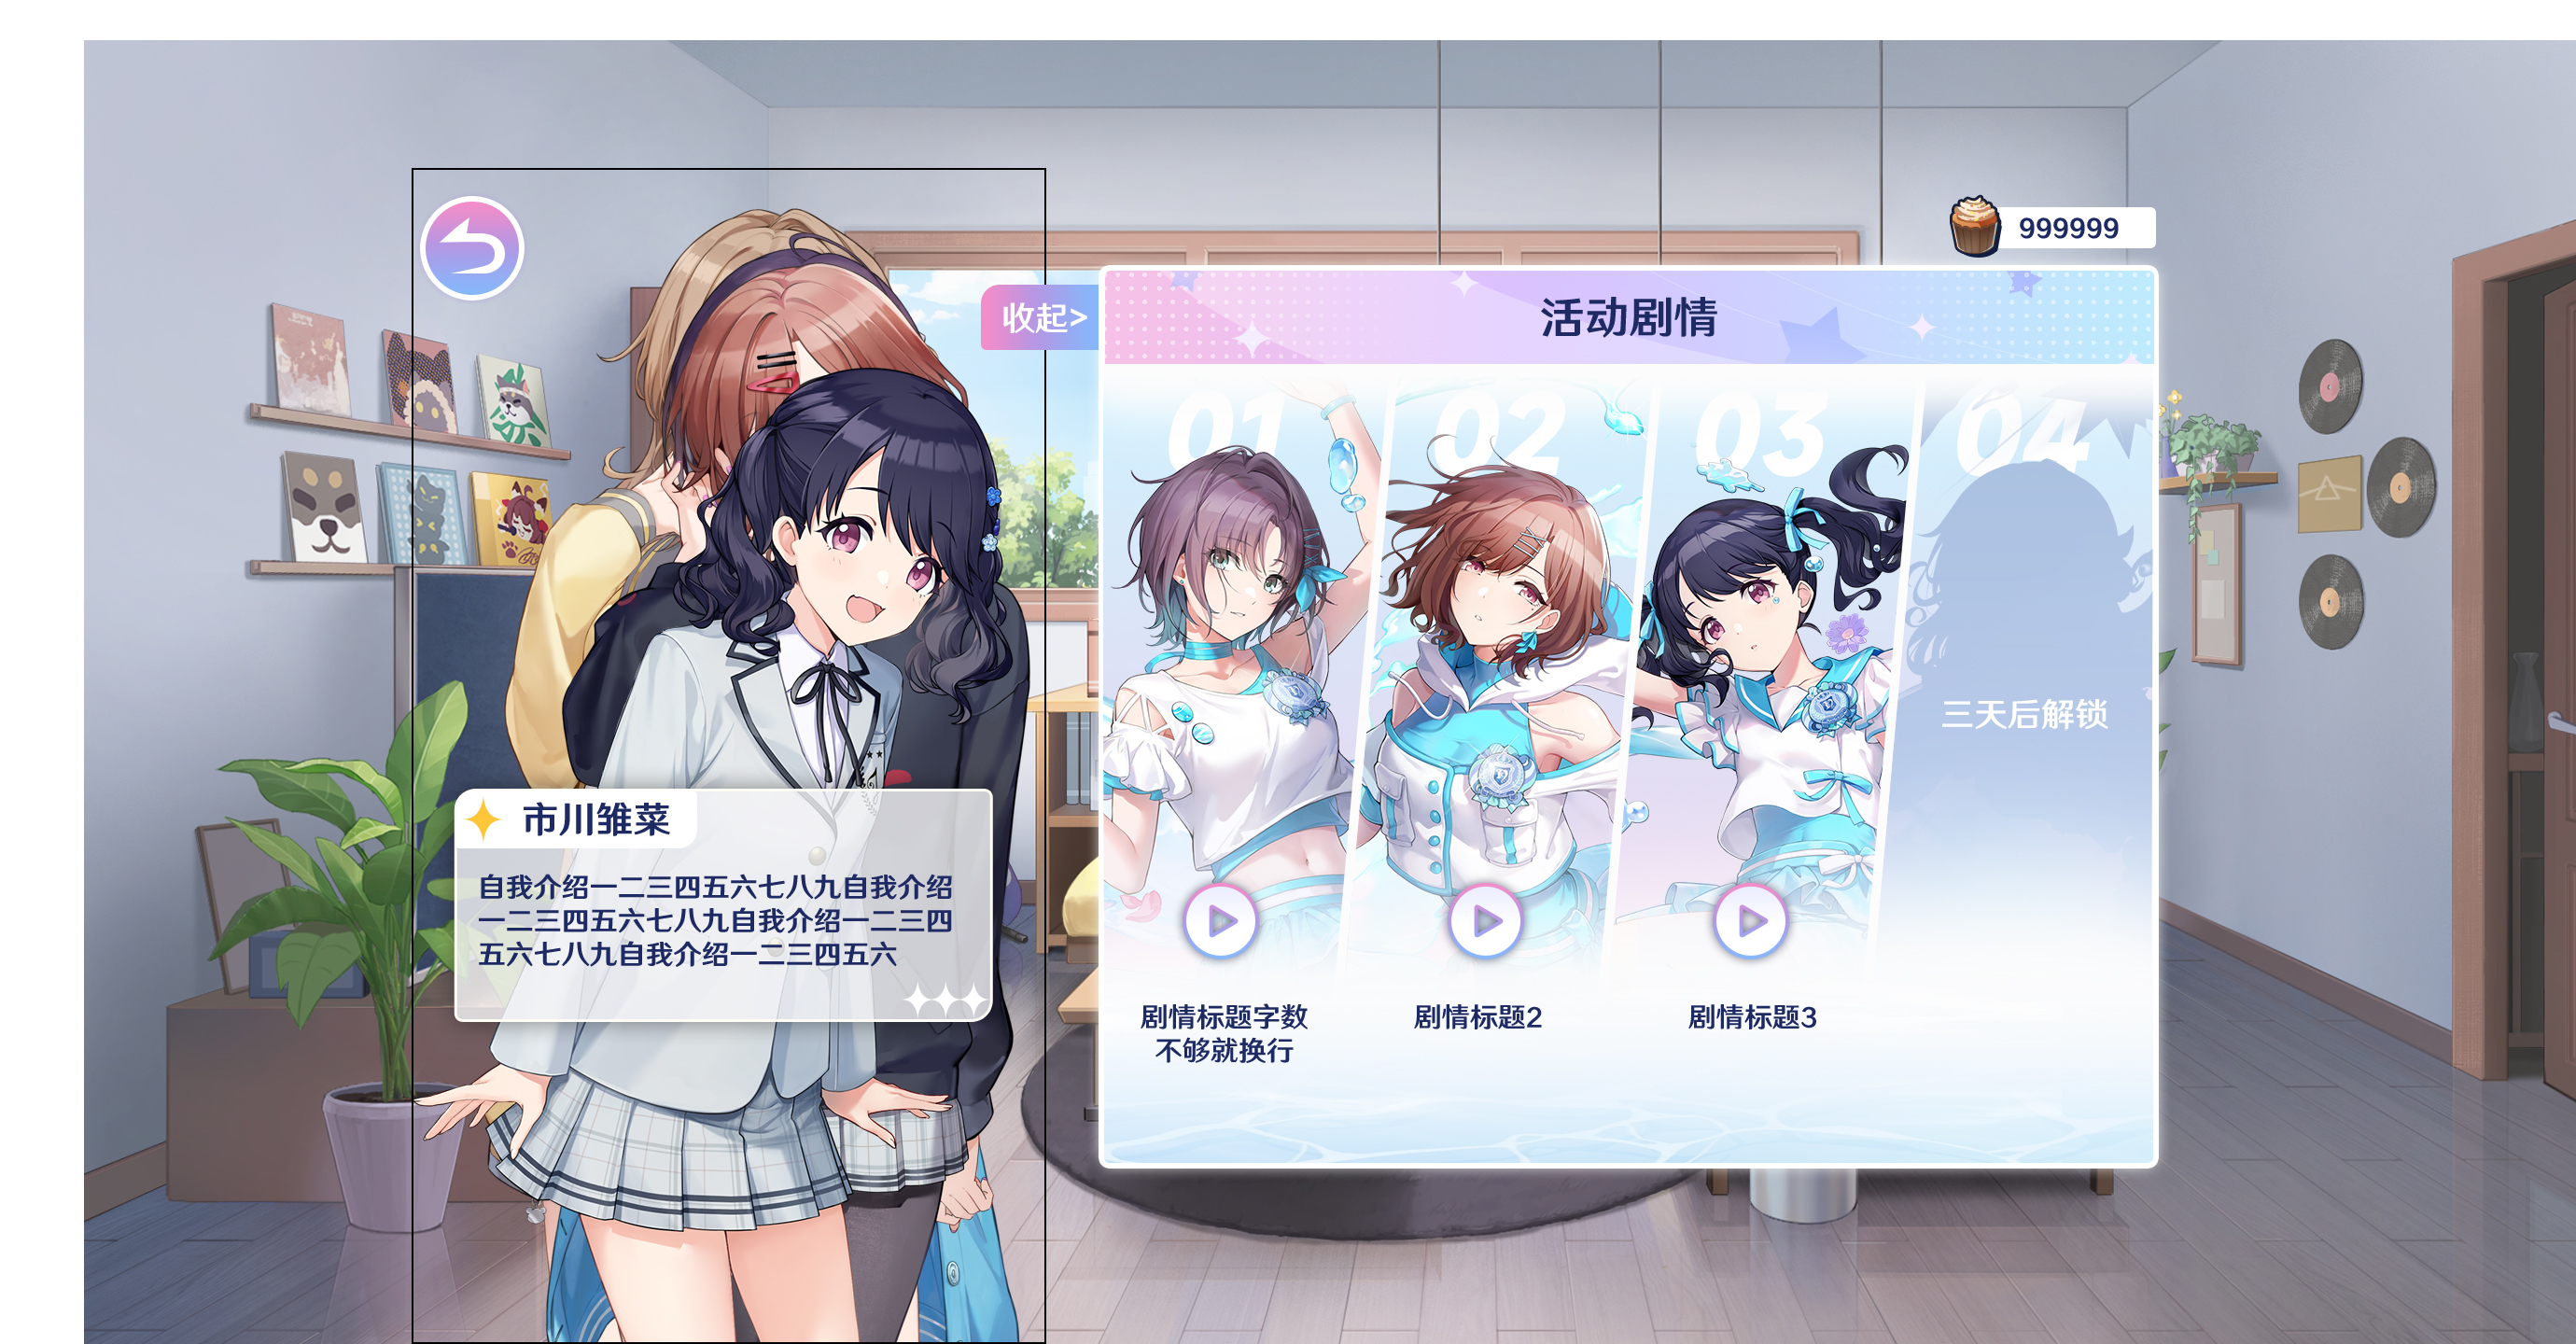 999999
收起>
活动剧情
01
02
03
04
三天后解锁
市川雏菜
自我介绍一二三四五六七八九自我介绍
一二三四五六七八九自我介绍一二三四
五六七八九自我介绍一二三四五六
剧情标题字数
不够就换行
剧情标题2
剧情标题3